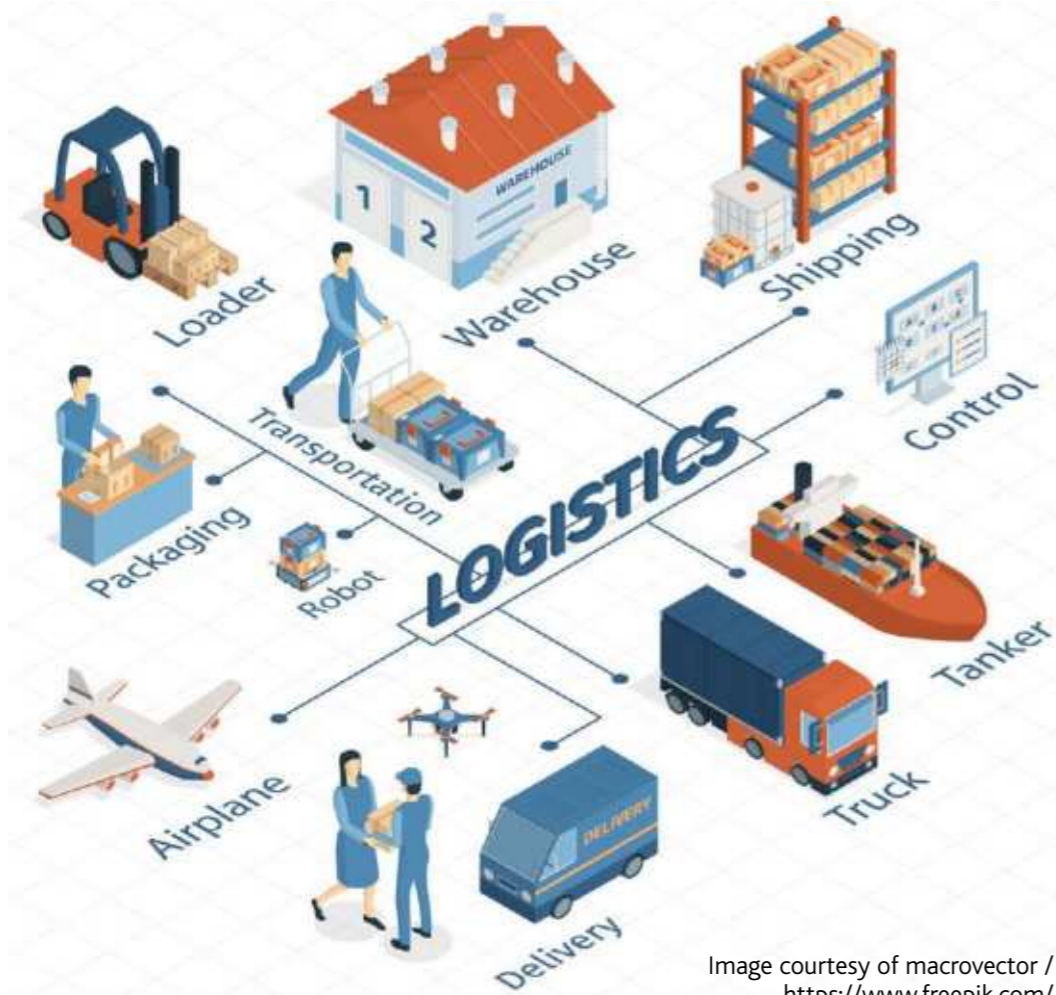 WAREHOUSE
1
2
Loader
Warehouse
Shipping
Control
Transportation
Packaging
Robot
LOGISTICS
Tanker
Airplane
Truck
DELIVERY
Delivery
Image courtesy of macrovector /
https://www.freepik.com/